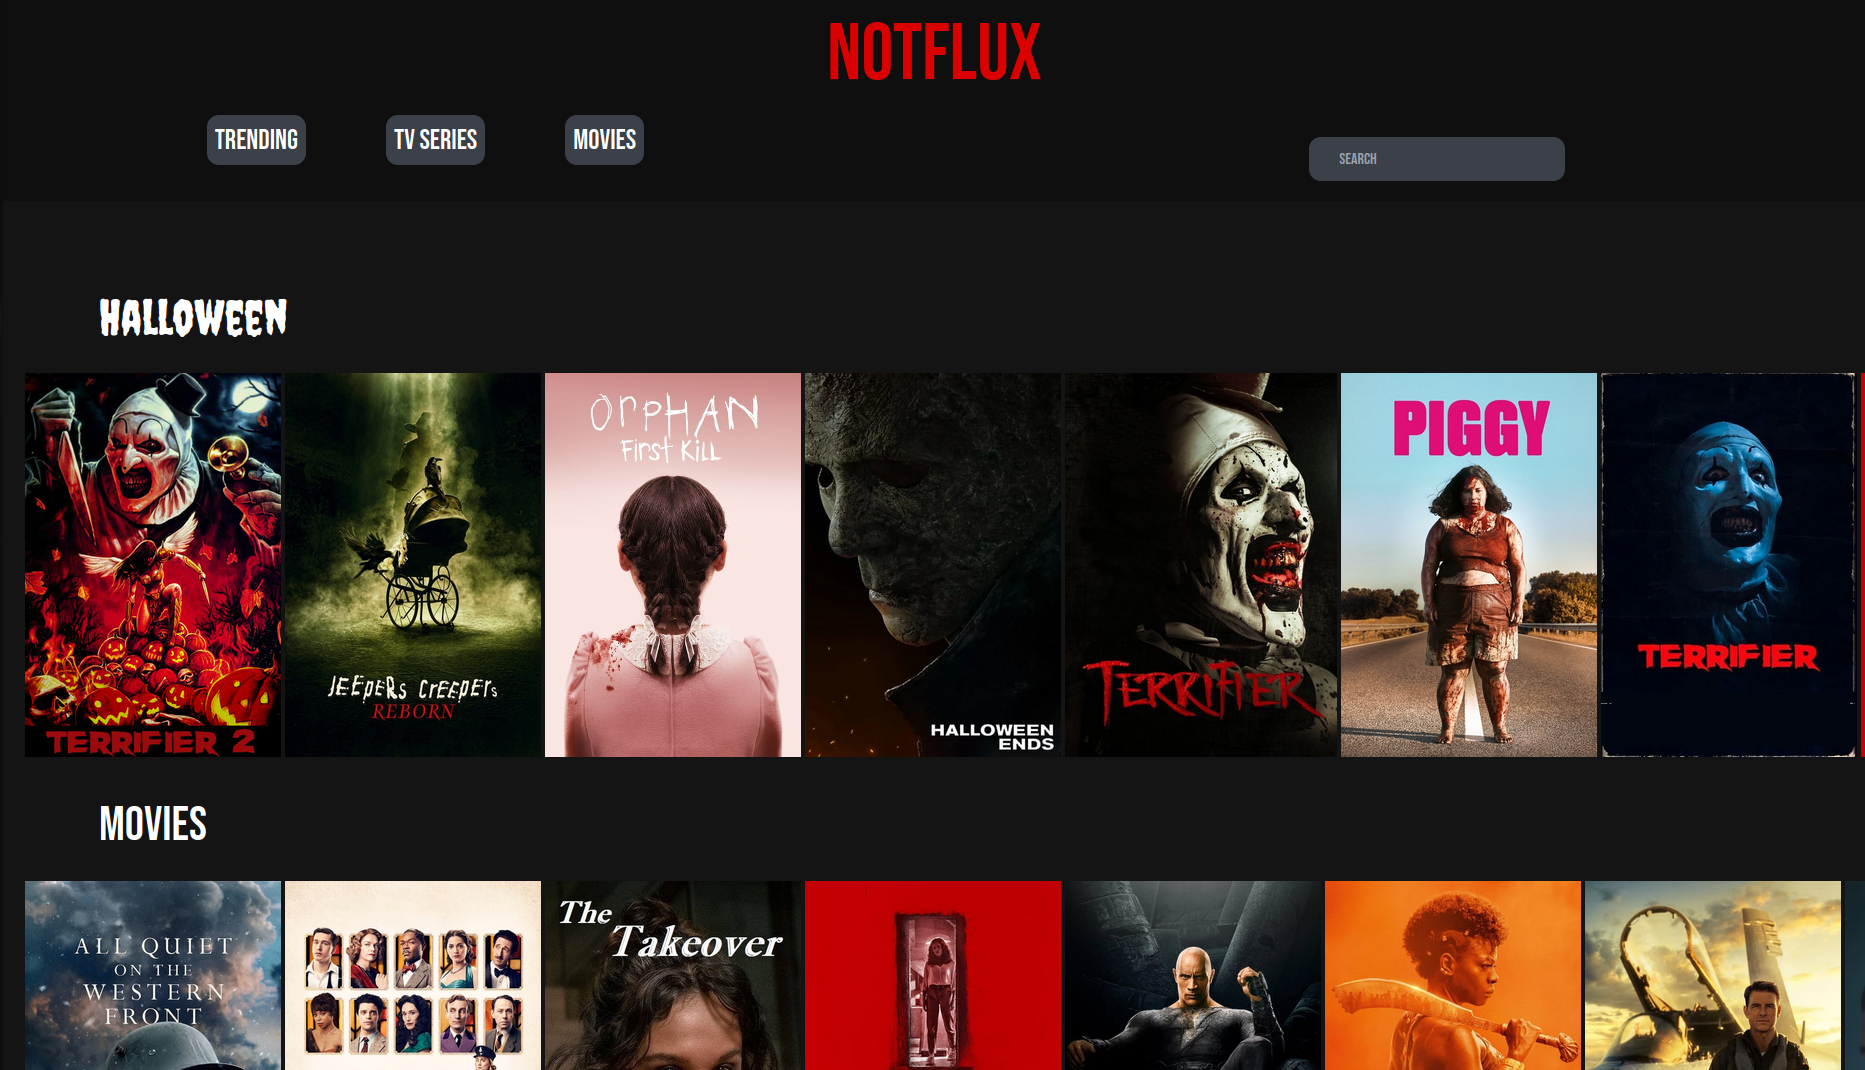 NOTFLUX
TRENDING
TV SERIES
MOVIES
SEARCH
HALLOWEEN
TERRIFIER 2
JEEPERS CREEPERS
REBORN
ORPHAN
FIRST KILL
HALLOWEEN
ENDS
TERRIFIER
PIGGY
TERRIFIER
MOVIES
ALL QUIET
ON THE
WESTERN
FRONT
The
Takeover